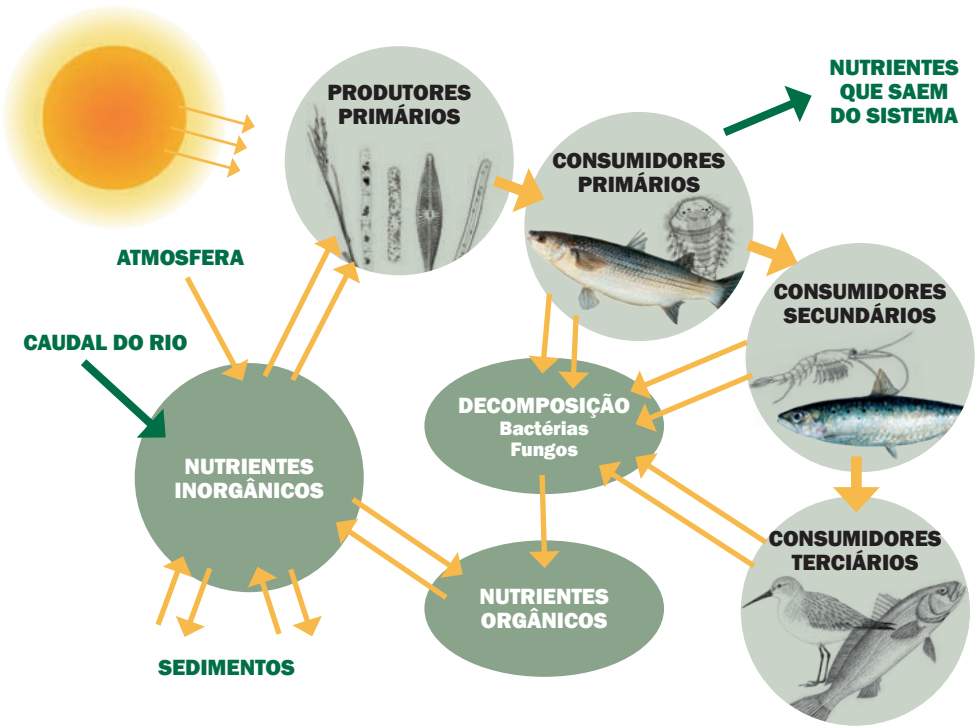 PRODUTORES
PRIMÁRIOS
NUTRIENTES
QUE SAEM
DO SISTEMA
CONSUMIDORES
PRIMÁRIOS
ATMOSFERA
CONSUMIDORES
SECUNDÁRIOS
CAUDAL DO RIO
DECOMPOSIÇÃO
Bactérias
Fungos
NUTRIENTES
INORGÂNICOS
CONSUMIDORES
TERCIÁRIOS
NUTRIENTES
ORGÂNICOS
SEDIMENTOS